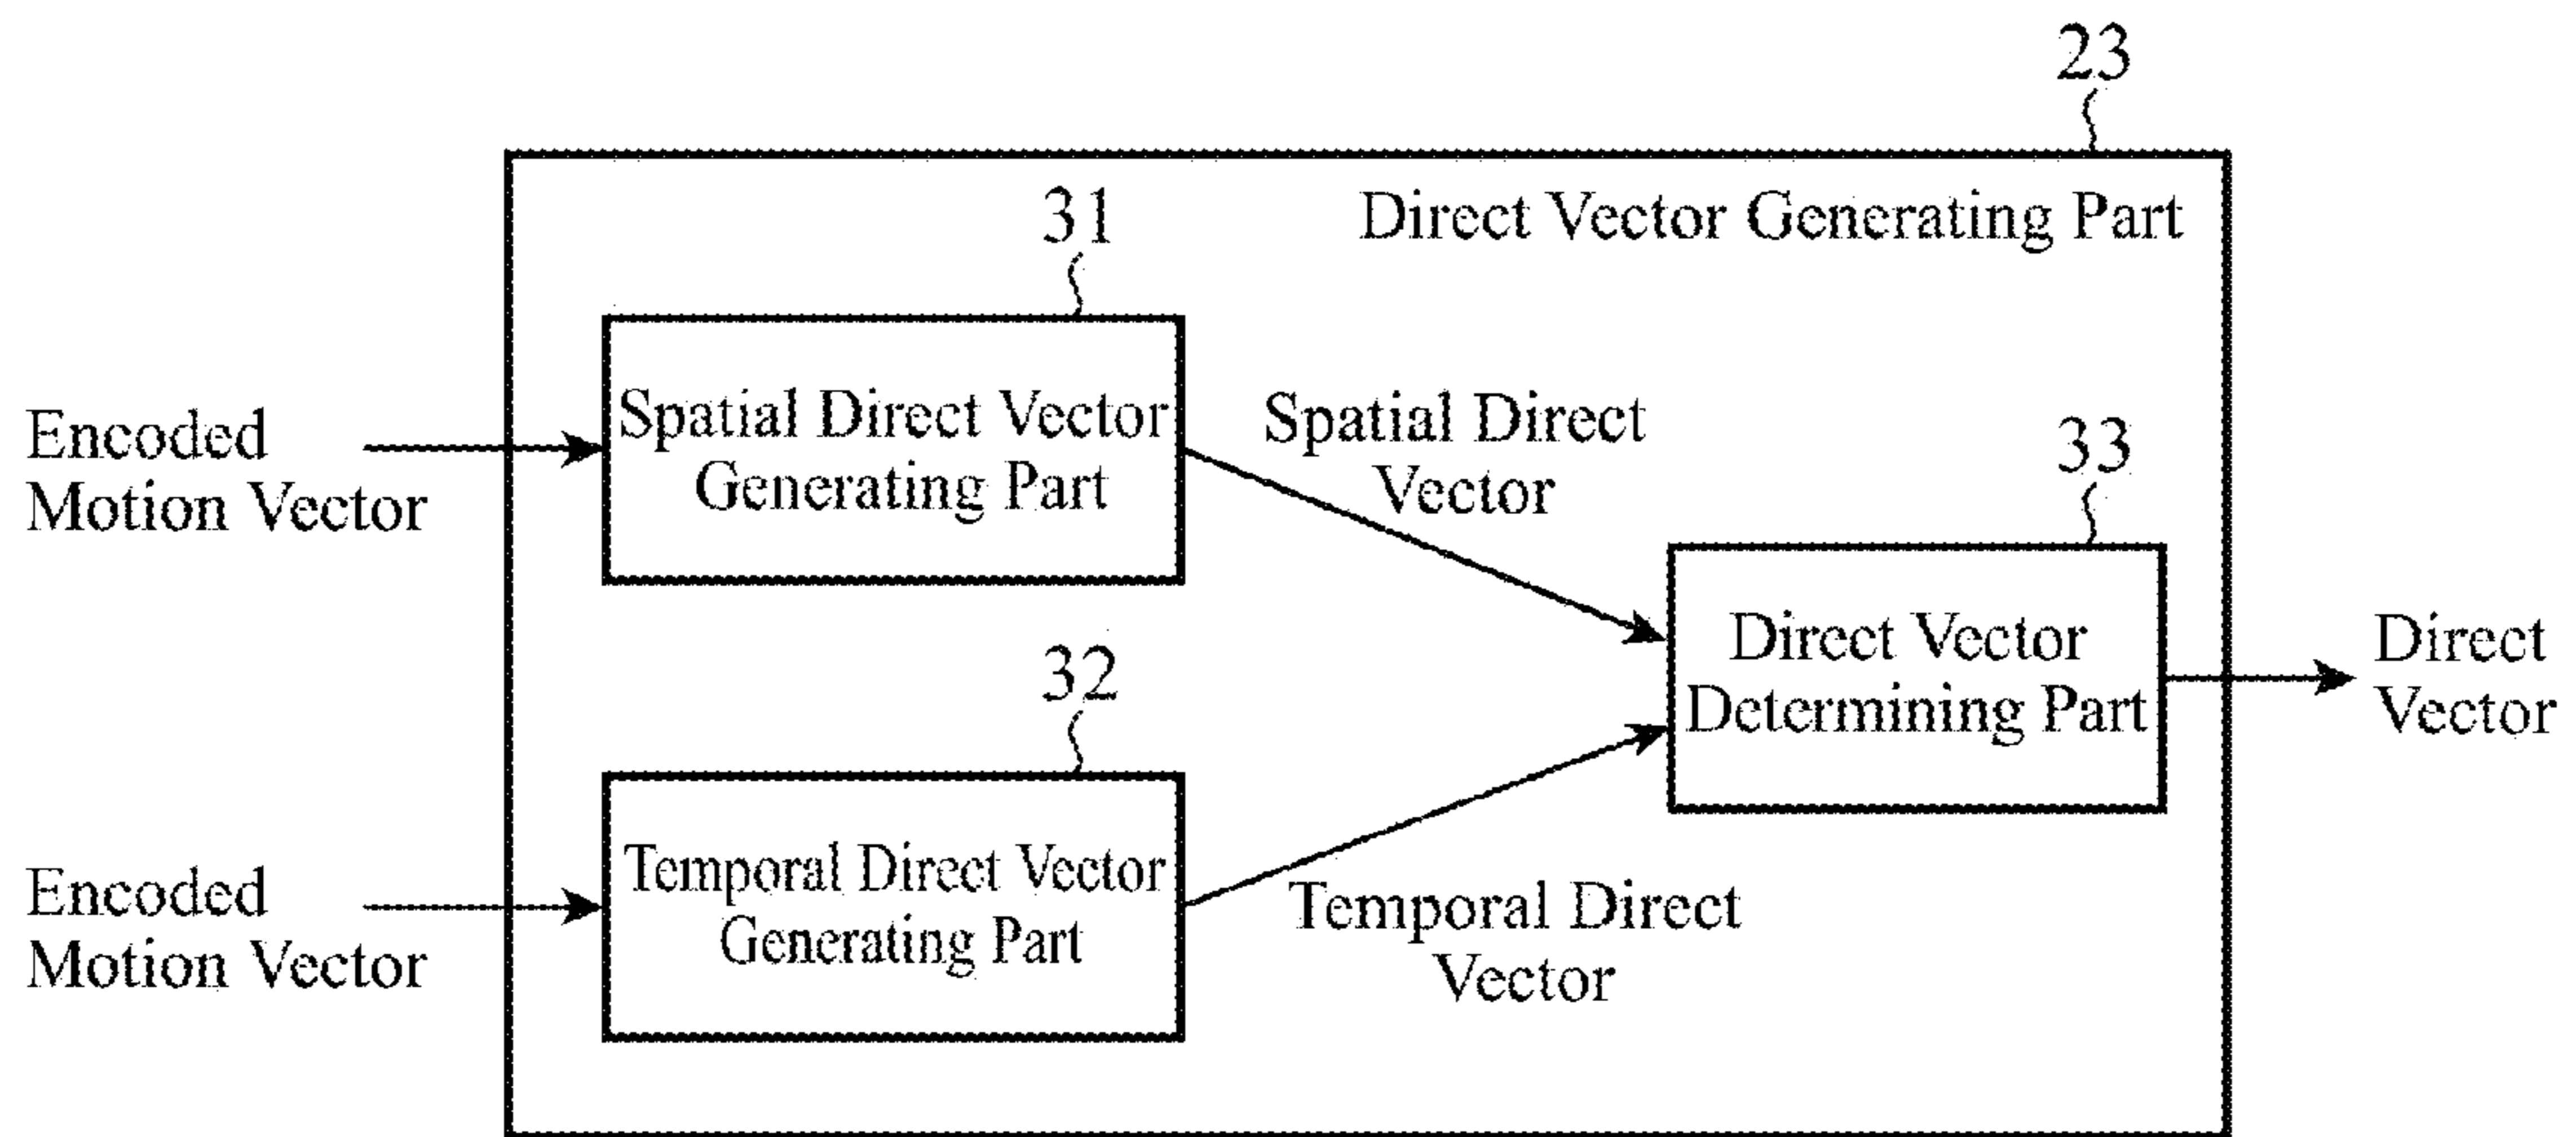 23
Direct Vector Generating Part
31
Encoded
Motion Vector
Spatial Direct Vector
Generating Part
Spatial Direct
Vector
33
Direct Vector
Determining Part
Direct
Vector
32
Encoded
Motion Vector
Temporal Direct Vector
Generating Part
Temporal Direct
Vector